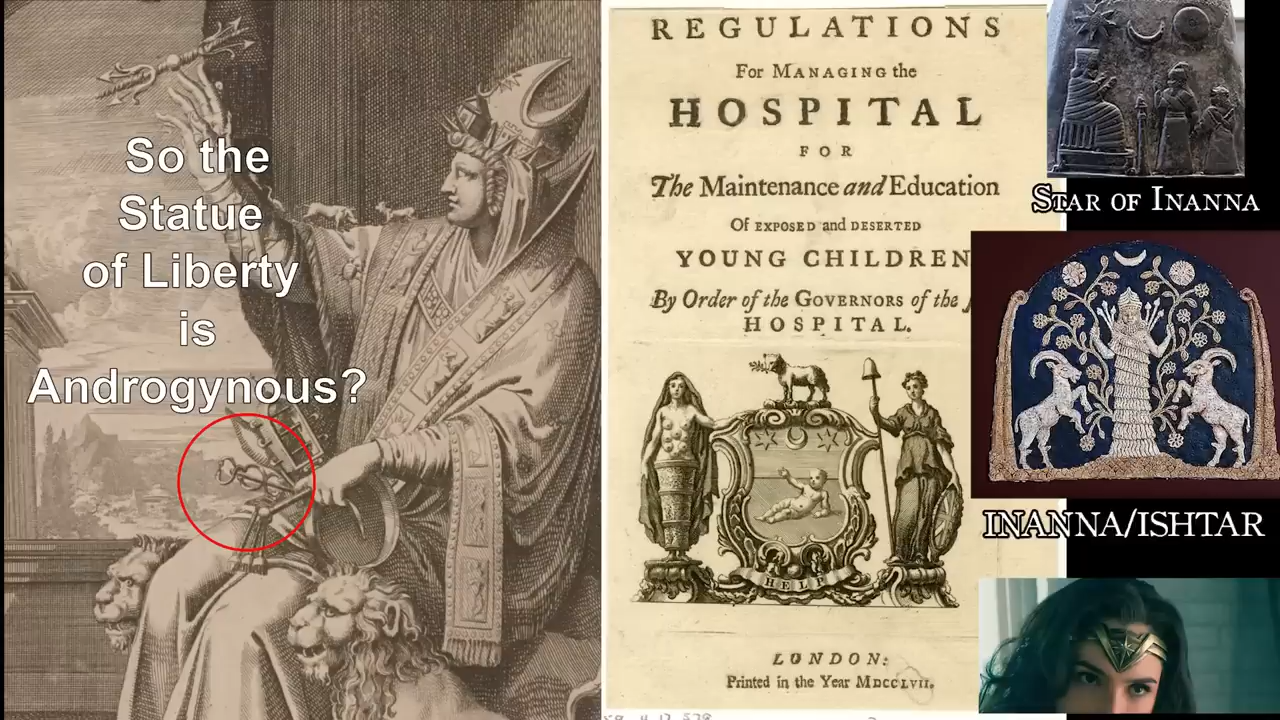 So the
Statue
of Liberty
is
Androgynous?
REGULATIONS
For MANAGING the
HOSPITAL
FOR
The Maintenance and Education
Of EXPOSED and DESERTED
YOUNG CHILDREN
By Order of the GOVERNORS of the
HOSPITAL.
HELP
LONDON:
Printed in the Year MDCCLVII.
STAR OF INANNA
INANNA/ISHTAR